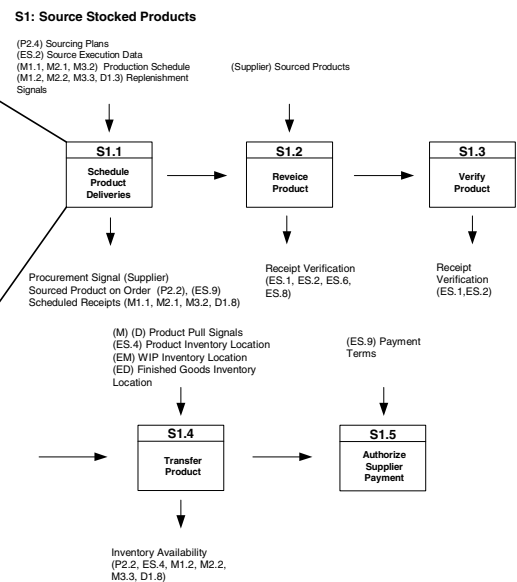 S1: Source Stocked Products
(P2.4) Sourcing Plans
(ES.2) Source Execution Data
(M1.1, M2.1, M3.2)  Production Schedule
(M1.2, M2.2, M3.3, D1.3) Replenishment
Signals
(Supplier) Sourced Products
S1.1
Schedule
Product
Deliveries
S1.2
Reveice
Product
S1.3
Verify
Product
Procurement Signal (Supplier)
Sourced Product on Order  (P2.2), (ES.9)
Scheduled Receipts (M1.1, M2.1, M3.2, D1.8)
Receipt Verification
(ES.1, ES.2, ES.6,
ES.8)
Receipt
Verification
(ES.1,ES.2)
(M) (D) Product Pull Signals
(ES.4) Product Inventory Location
(EM) WIP Inventory Location
(ED) Finished Goods Inventory
Location
(ES.9) Payment
Terms
S1.4
Transfer
Product
S1.5
Authorize
Supplier
Payment
Inventory Availability
(P2.2, ES.4, M1.2, M2.2,
M3.3, D1.8)